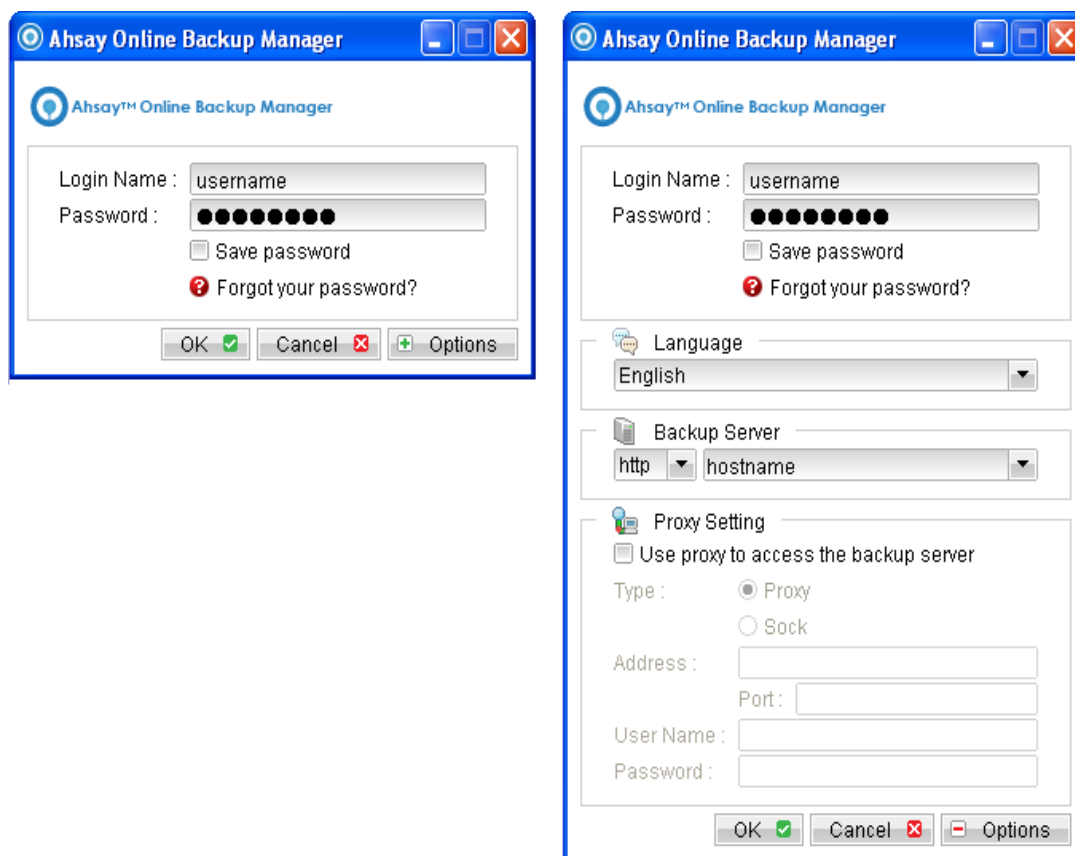 Ahsay Online Backup Manager
Ahsay™ Online Backup Manager
Login Name : username
Password : ●●●●●●●●
Save password
Forgot your password?
OK Cancel Options
Ahsay Online Backup Manager
Ahsay™ Online Backup Manager
Login Name : username
Password : ●●●●●●●●
Save password
Forgot your password?
Language
English
Backup Server
http hostname
Proxy Setting
Use proxy to access the backup server
Type : Proxy
Sock
Address :
Port :
User Name :
Password :
OK Cancel Options